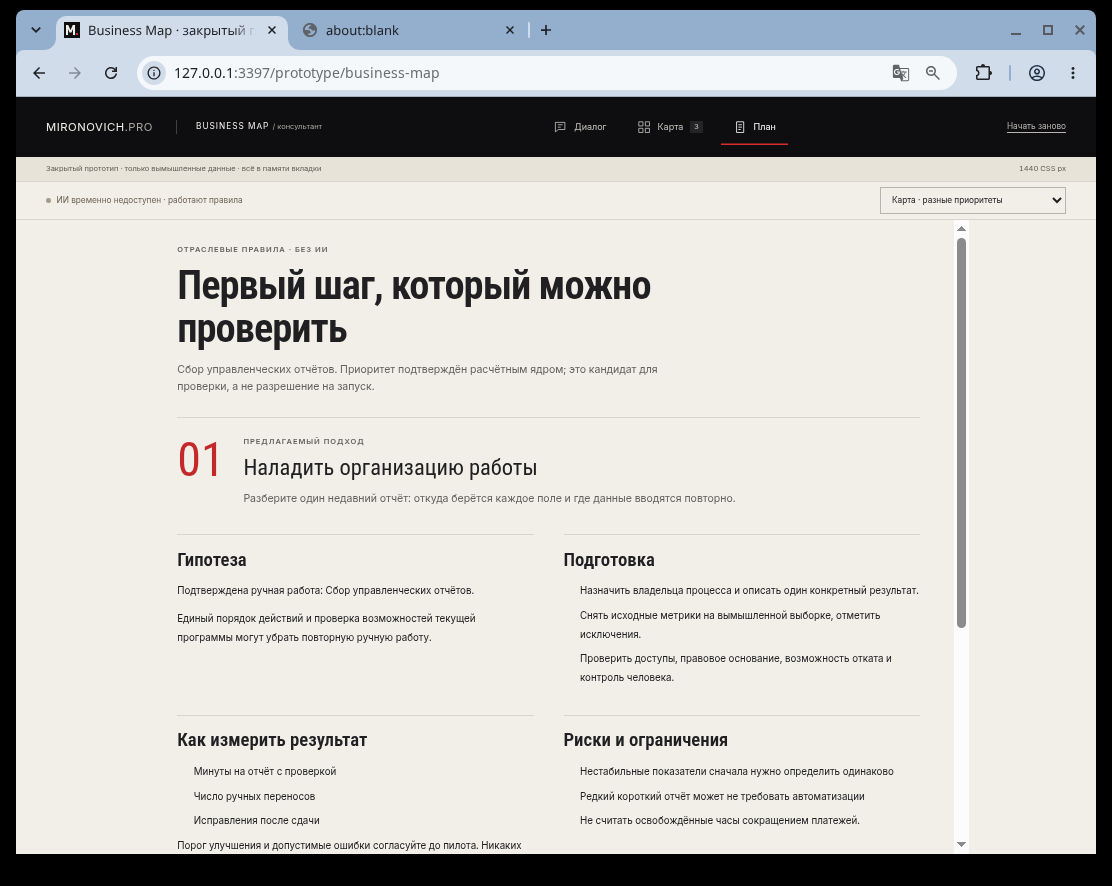 Business Map · закрытый п
about:blank
127.0.0.1:3397/prototype/business-map
MIRONOVICH.PRO
BUSINESS MAP / консультант
Диалог
Карта 3
План
Начать заново
Закрытый прототип · только вымышленные данные · всё в памяти вкладки
1440 CSS px
ИИ временно недоступен · работают правила
Карта · разные приоритеты
ОТРАСЛЕВЫЕ ПРАВИЛА · БЕЗ ИИ
Первый шаг, который можно
проверить
Сбор управленческих отчётов. Приоритет подтверждён расчётным ядром; это кандидат для
проверки, а не разрешение на запуск.
01
ПРЕДЛАГАЕМЫЙ ПОДХОД
Наладить организацию работы
Разберите один недавний отчёт: откуда берётся каждое поле и где данные вводятся повторно.
Гипотеза
Подтверждена ручная работа: Сбор управленческих отчётов.
Единый порядок действий и проверка возможностей текущей
программы могут убрать повторную ручную работу.
Подготовка
Назначить владельца процесса и описать один конкретный результат.
Снять исходные метрики на вымышленной выборке, отметить
исключения.
Проверить доступы, правовое основание, возможность отката и
контроль человека.
Как измерить результат
Минуты на отчёт с проверкой
Число ручных переносов
Исправления после сдачи
Порог улучшения и допустимые ошибки согласуйте до пилота. Никаких
Риски и ограничения
Нестабильные показатели сначала нужно определить одинаково
Редкий короткий отчёт может не требовать автоматизации
Не считать освобождённые часы сокращением платежей.